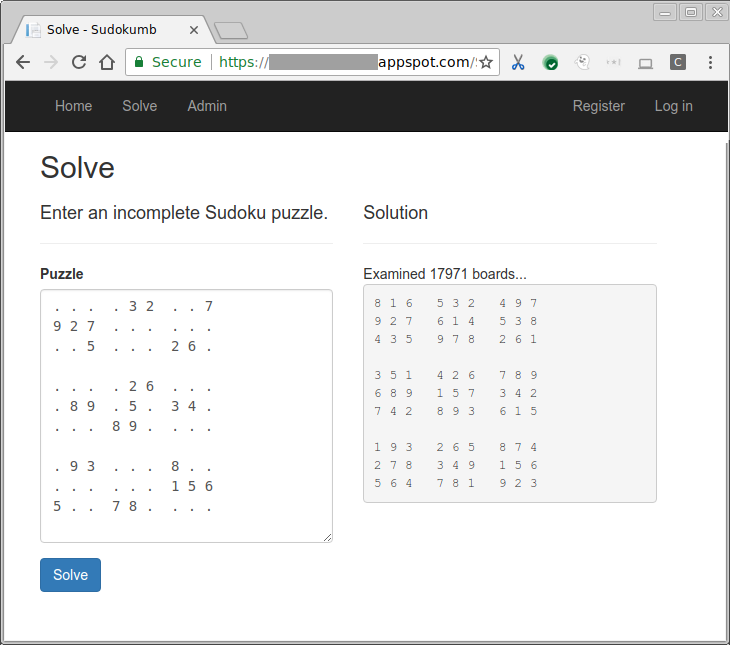 Solve - Sudokumb
Secure https:// appspot.com/
C
Home Solve Admin Register Log in
Solve
Enter an incomplete Sudoku puzzle.
Solution
Puzzle
Examined 17971 boards...
. . . . 3 2 . . 7
9 2 7 . . . . . .
. . 5 . . . 2 6 .
. . . . 2 6 . . .
. 8 9 . 5 . 3 4 .
. . . 8 9 . . . .
. 9 3 . . . 8 . .
. . . . . . 1 5 6
5 . . 7 8 . . . .
8 1 6 5 3 2 4 9 7
9 2 7 6 1 4 5 3 8
4 3 5 9 7 8 2 6 1
3 5 1 4 2 6 7 8 9
6 8 9 1 5 7 3 4 2
7 4 2 8 9 3 6 1 5
1 9 3 2 6 5 8 7 4
2 7 8 3 4 9 1 5 6
5 6 4 7 8 1 9 2 3
Solve